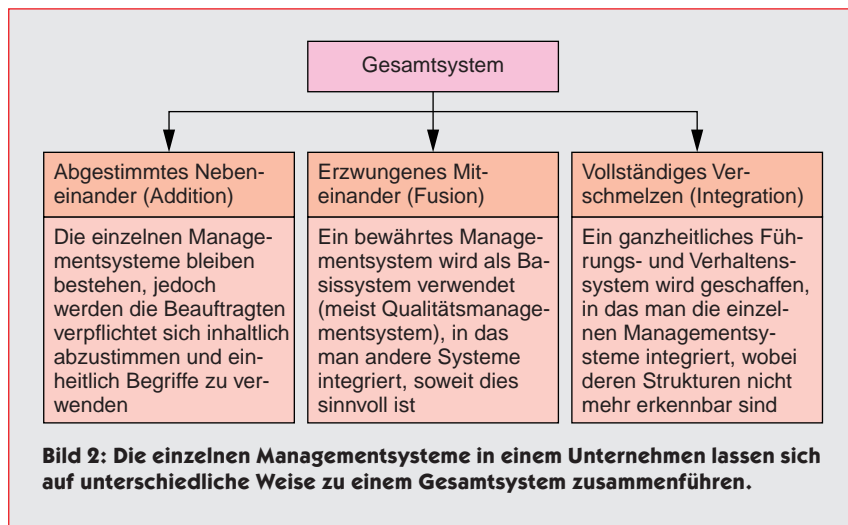 Gesamtsystem
Abgestimmtes Neben-
einander (Addition)
Die einzelnen Manage-
mentsysteme bleiben
bestehen, jedoch
werden die Beauftragten
verpflichtet sich inhaltlich
abzustimmen und ein-
heitlich Begriffe zu ver-
wenden
Erzwungenes Mit-
einander (Fusion)
Ein bewährtes Manage-
mentsystem wird als Ba-
sissystem verwendet
(meist Qualitätsmanage-
mentsystem), in das
man andere Systeme
integriert, soweit dies
sinnvoll ist
Vollständiges Ver-
schmelzen (Integration)
Ein ganzheitliches Füh-
rungs- und Verhaltens-
system wird geschaffen,
in das man die einzel-
nen Managementsy-
steme integriert, wobei
deren Strukturen nicht
mehr erkennbar sind
Bild 2: Die einzelnen Managementsysteme in einem Unternehmen lassen sich
auf unterschiedliche Weise zu einem Gesamtsystem zusammenführen.